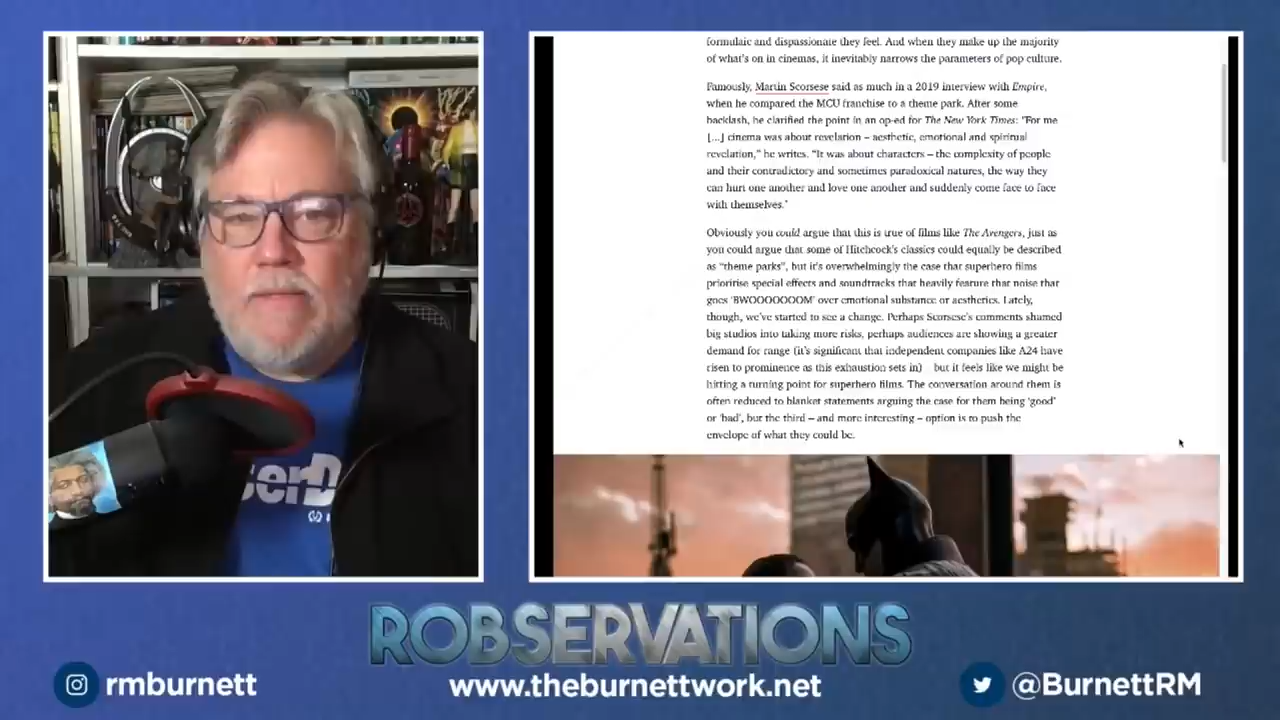 formulaic and dispassionate they feel. And when they make up the majority
of what's on in cinemas, it inevitably narrows the parameters of pop culture.
Famously, Martin Scorsese said as much in a 2019 interview with Empire,
when he compared the MCU franchise to a theme park. After some
backlash, he clarified the point in an op-ed for The New York Times: "For me
[...] cinema was about revelation – aesthetic, emotional and spiritual
revelation," he writes. "It was about characters – the complexity of people
and their contradictory and sometimes paradoxical natures, the way they
can hurt one another and love one another and suddenly come face to face
with themselves."
Obviously you could argue that this is true of films like The Avengers, just as
you could argue that some of Hitchcock's classics could equally be described
as "theme parks", but it's overwhelmingly the case that superhero films
prioritise special effects and soundtracks that heavily feature that noise that
goes 'BWOOOOOOM' over emotional substance or aesthetics. Lately,
though, we've started to see a change. Perhaps Scorsese's comments shamed
big studios into taking more risks, perhaps audiences are showing a greater
demand for range (it's significant that independent companies like A24 have
risen to prominence as this exhaustion sets in) but it feels like we might be
hitting a turning point for superhero films. The conversation around them is
often reduced to blanket statements arguing the case for them being 'good'
or 'bad', but the third – and more interesting – option is to push the
envelope of what they could be.
ROBSERVATIONS
rmburnett
www.theburnettwork.net
@BurnettRM